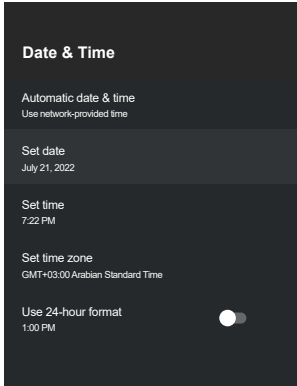 Date & Time
Automatic date & time
Use network-provided time
Set date
July 21, 2022
Set time
7:22 PM
Set time zone
GMT+03:00 Arabian Standard Time
Use 24-hour format
1:00 PM